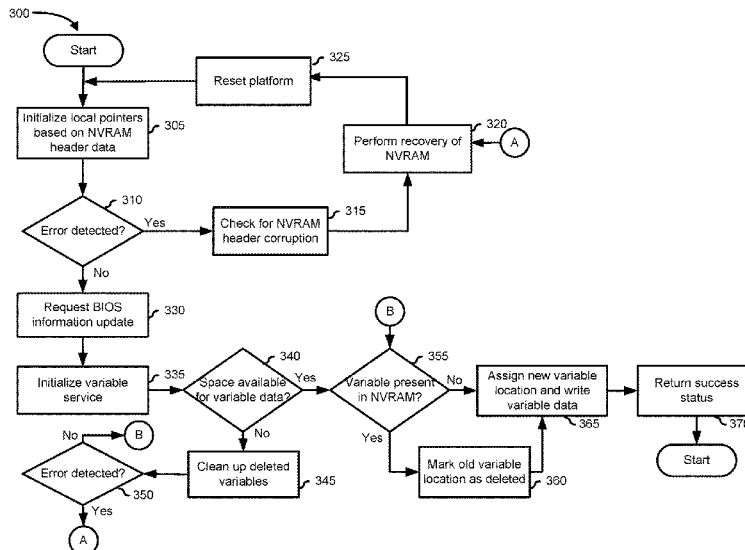 300
Start
325
Reset platform
Initialize local pointers
based on NVRAM
header data
305
320
Perform recovery of
NVRAM
A
310
Error detected?
Yes
315
Check for NVRAM
header corruption
No
Request BIOS
information update
330
B
335
Initialize variable
service
340
Space available
for variable data?
Yes
355
Variable present
in NVRAM?
No
Assign new variable
location and write
variable data
365
Return success
status
370
No
B
No
Yes
Start
Error detected?
350
Clean up deleted
variables
345
Mark old variable
location as deleted
360
Yes
A